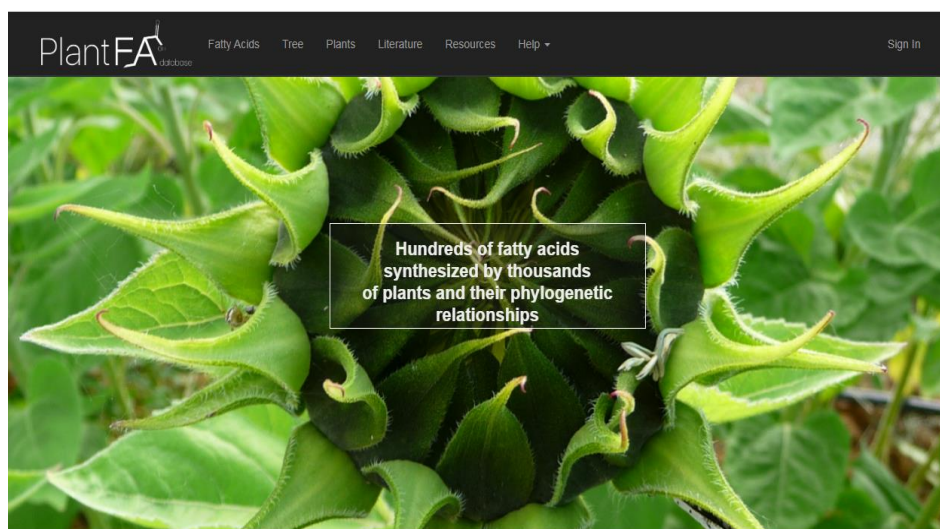 PlantFA database
Fatty Acids Tree Plants Literature Resources Help Sign In
Hundreds of fatty acids
synthesized by thousands
of plants and their phylogenetic
relationships